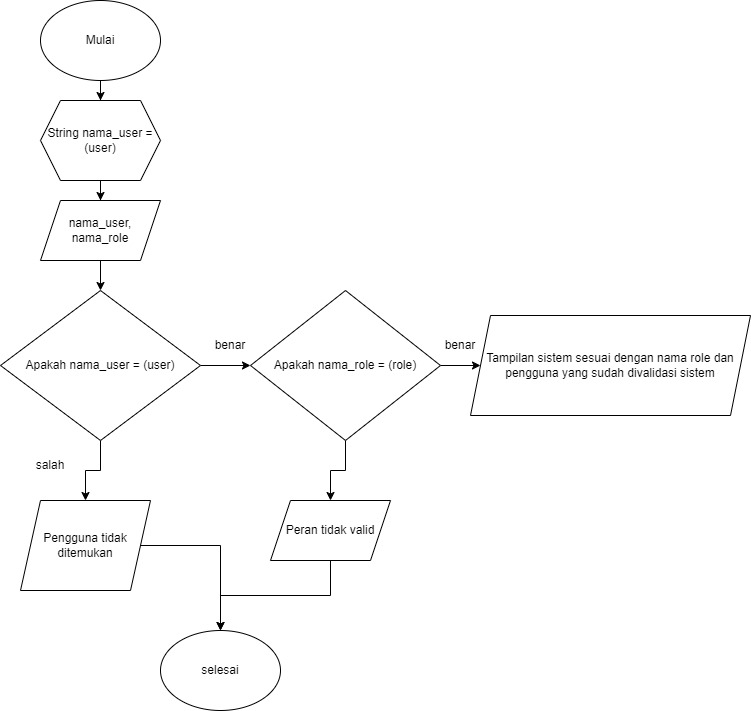 Mulai
String nama_user =
(user)
nama_user,
nama_role
Apakah nama_user = (user)
benar
Apakah nama_role = (role)
benar
Tampilan sistem sesuai dengan nama role dan
pengguna yang sudah divalidasi sistem
salah
Pengguna tidak
ditemukan
Peran tidak valid
selesai